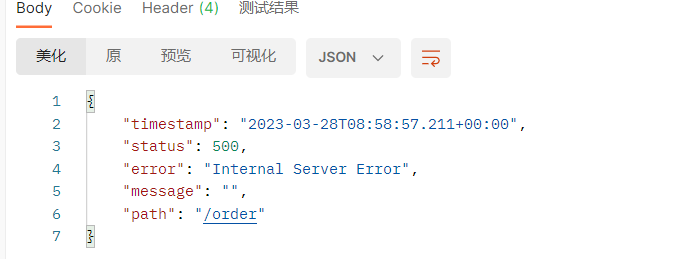 Body Cookie Header (4) 测试结果
美化 原 预览 可视化 JSON
1 {
2 "timestamp": "2023-03-28T08:58:57.211+00:00",
3 "status": 500,
4 "error": "Internal Server Error",
5 "message": "",
6 "path": "/order"
7 }